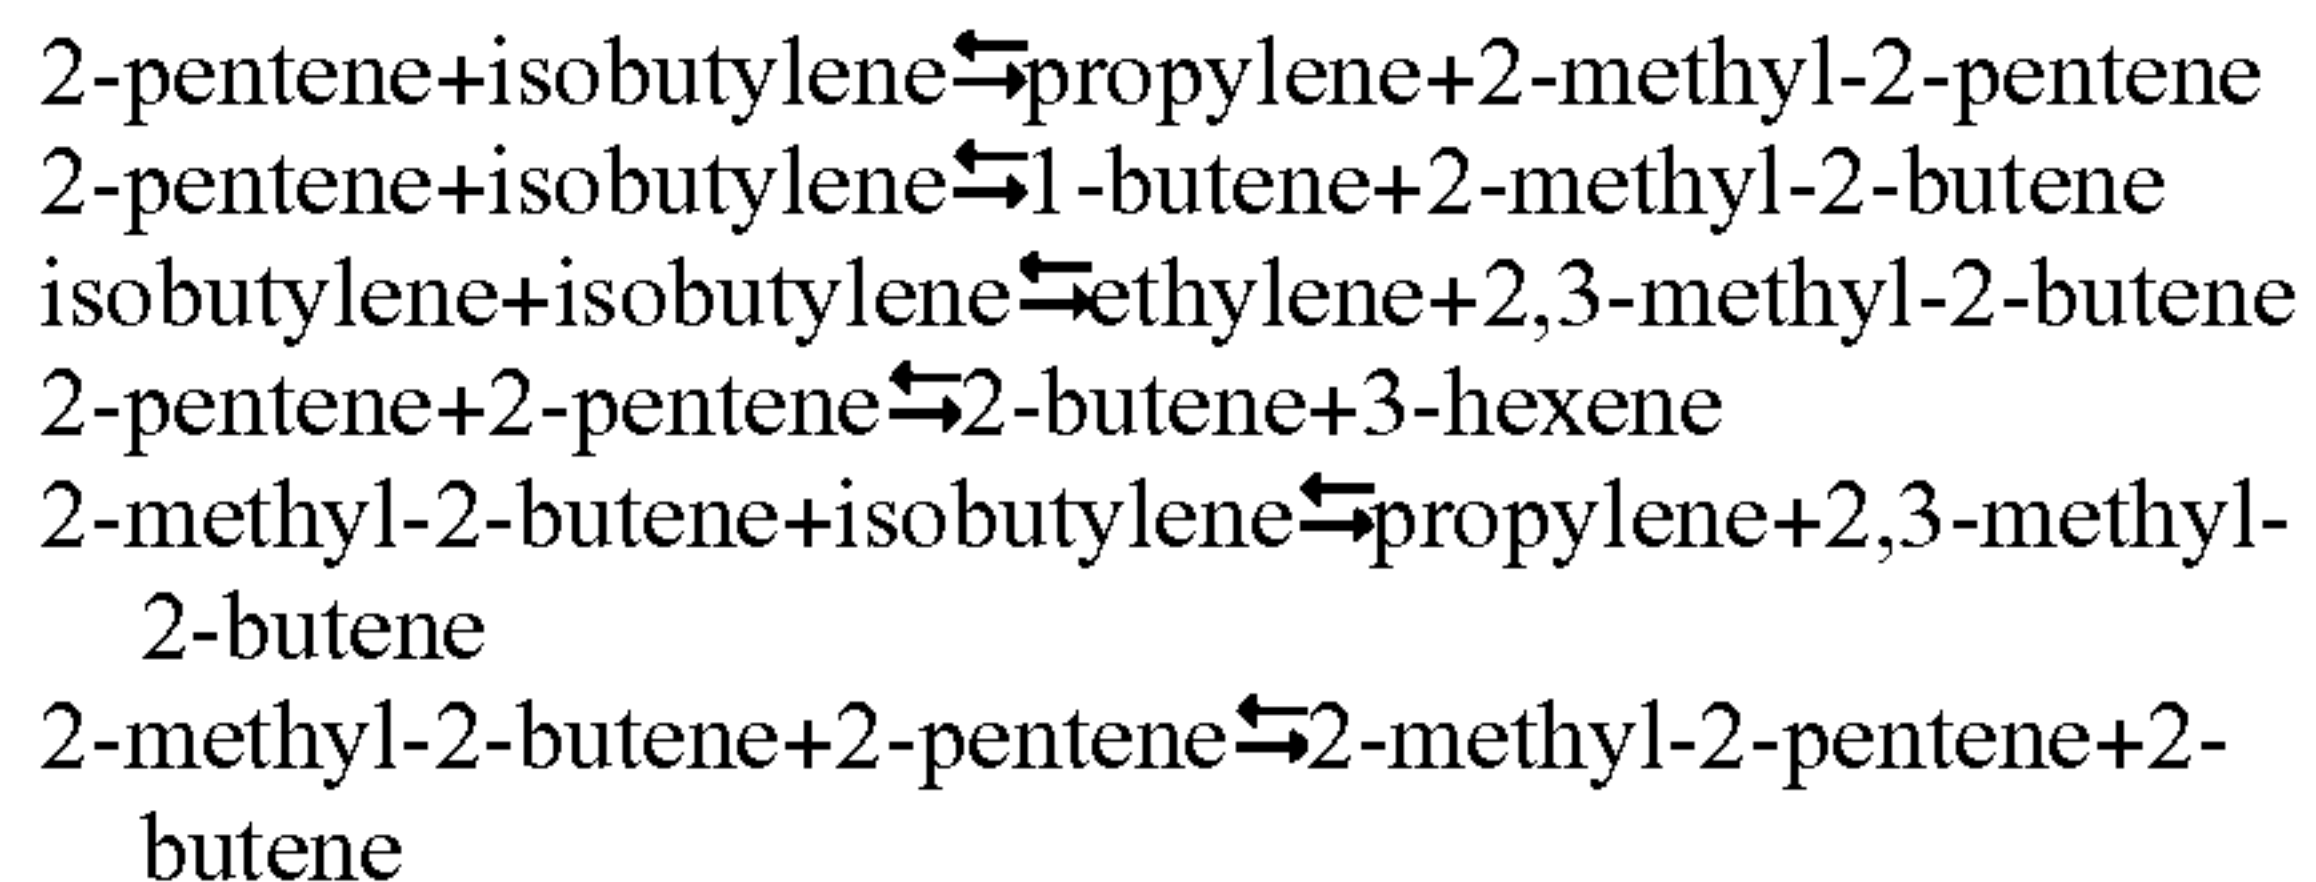 2-pentene+isobutylene⇆propylene+2-methyl-2-pentene
2-pentene+isobutylene⇆1-butene+2-methyl-2-butene
isobutylene+isobutylene⇆ethylene+2,3-methyl-2-butene
2-pentene+2-pentene⇆2-butene+3-hexene
2-methyl-2-butene+isobutylene⇆propylene+2,3-methyl-
2-butene
2-methyl-2-butene+2-pentene⇆2-methyl-2-pentene+2-
butene